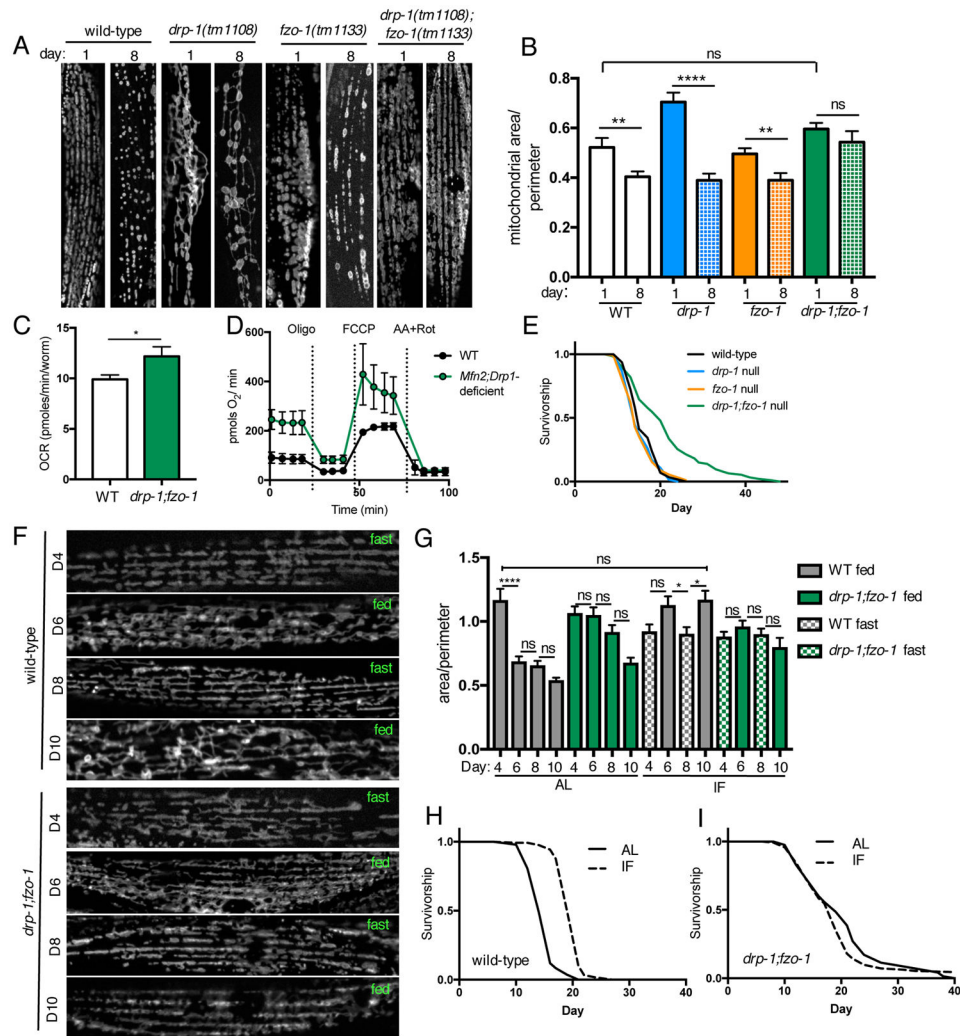 A
wild-type
drp-1(tm1108)
fzo-1(tm1133)
drp-1(tm1108);
fzo-1(tm1133)
day: 1 8 1 8 1 8 1 8
B
ns
**
****
**
ns
mitochondrial area/
perimeter
0.8
0.6
0.4
0.2
0.0
day: 1 8 1 8 1 8 1 8
WT drp-1 fzo-1 drp-1;fzo-1
C
*
OCR (pmoles/min/worm)
15
10
5
0
WT drp-1;fzo-1
D
Oligo FCCP AA+Rot
pmols O₂/ min
600
400
200
0
0 50 100
Time (min)
WT
Mfn2;Drp1-
deficient
E
Survivorship
1.0
0.5
0.0
0 20 40
Day
wild-type
drp-1 null
fzo-1 null
drp-1;fzo-1 null
F
wild-type
D4 fast
D6 fed
D8 fast
D10 fed
drp-1;fzo-1
D4 fast
D6 fed
D8 fast
D10 fed
G
ns
**** ns ns
ns ns ns
ns * *
ns ns ns
area/perimeter
1.5
1.0
0.5
0.0
Day: 4 6 8 10 4 6 8 10 4 6 8 10 4 6 8 10
AL IF
WT fed
drp-1;fzo-1 fed
WT fast
drp-1;fzo-1 fast
H
AL
IF
Survivorship
1.0
0.5
0.0
wild-type
0 10 20 30 40
Day
I
AL
IF
Survivorship
1.0
0.5
0.0
drp-1;fzo-1
0 10 20 30 40
Day